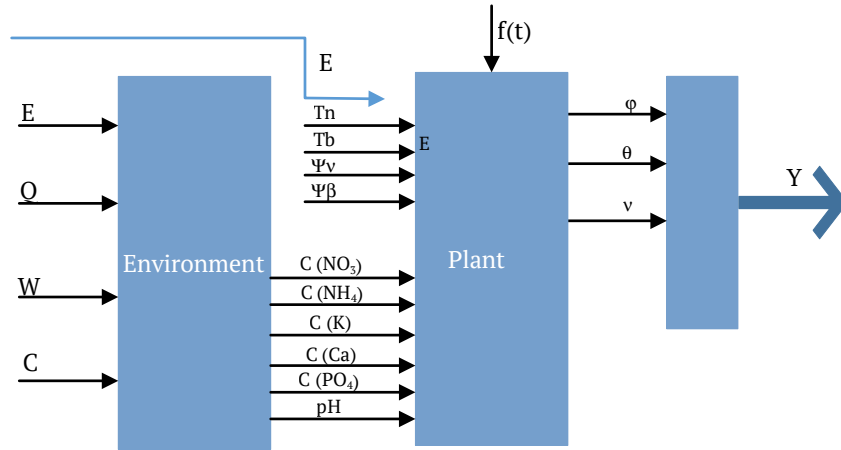 f(t)
E
E
Tn
Tb
E
Ψν
Ψβ
Q
φ
θ
ν
Y
Environment
Plant
W
C
C (NO₃)
C (NH₄)
C (K)
C (Ca)
C (PO₄)
pH